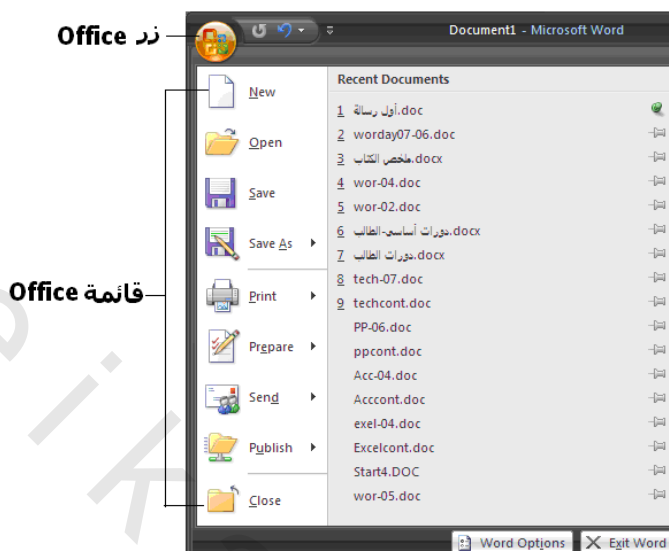 زر Office
Document1 - Microsoft Word
New
Open
Save
Save As
Print
Prepare
Send
Publish
Close
قائمة Office
Recent Documents
1 أول رسالة.doc
2 worday07-06.doc
3 ملخص الكتاب.docx
4 wor-04.doc
5 wor-02.doc
6 دورات أساسى-الطالب.docx
7 دورات الطالب.docx
8 tech-07.doc
9 techcont.doc
PP-06.doc
ppcont.doc
Acc-04.doc
Acccont.doc
exel-04.doc
Excelcont.doc
Start4.DOC
wor-05.doc
Word Options
Exit Word